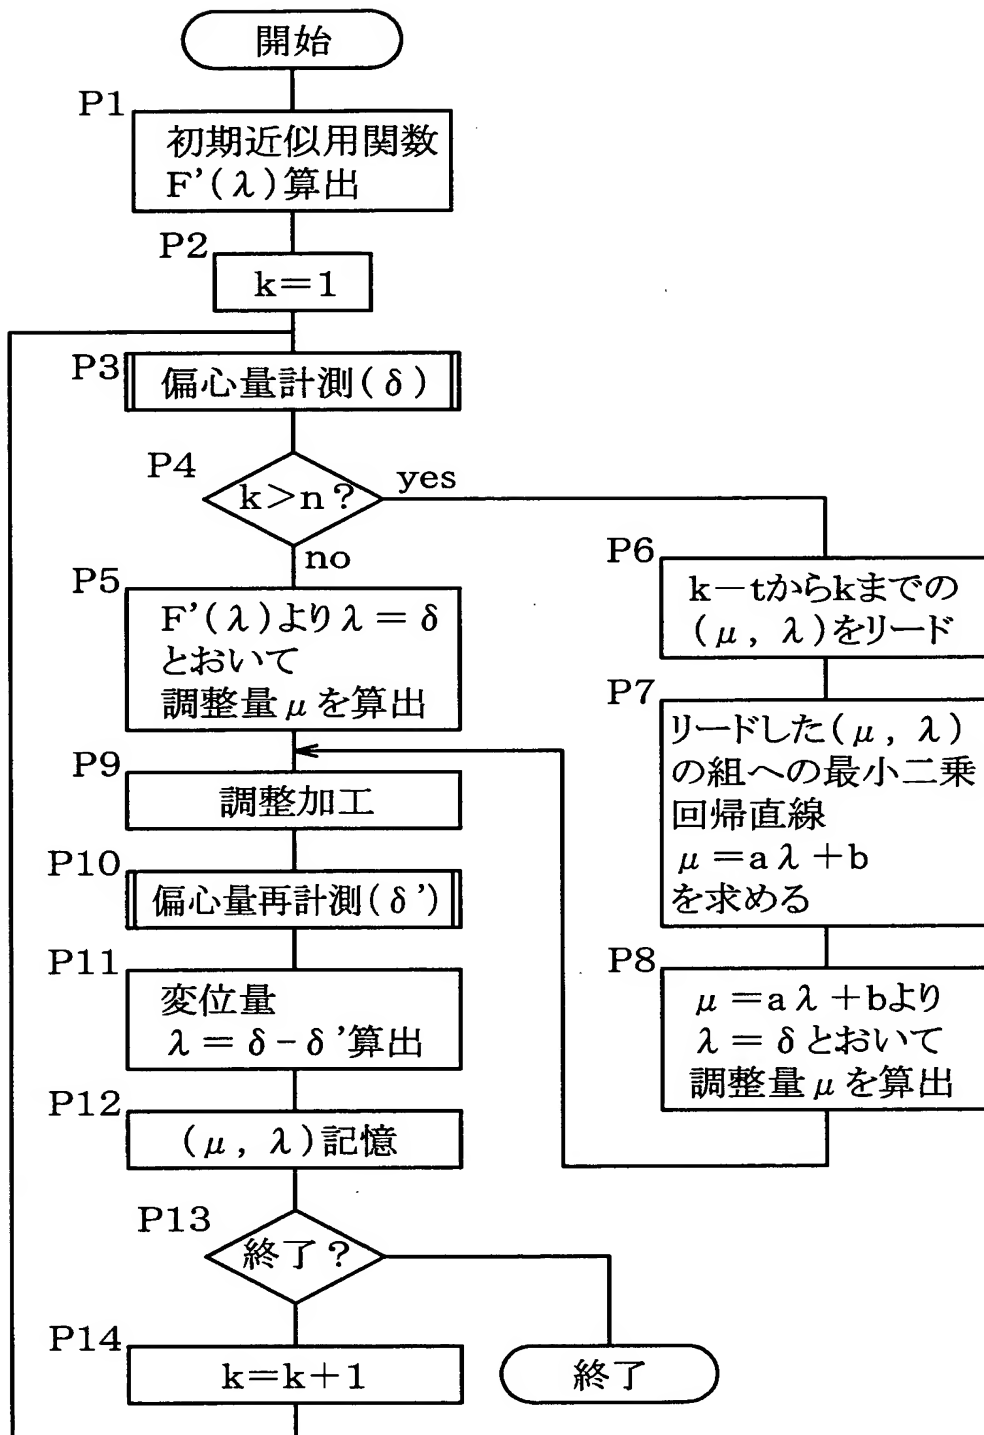 開始
P1
初期近似用関数
F'(λ)算出
P2
k=1
P3
偏心量計測(δ)
P4
k>n?
yes
no
P5
F'(λ)よりλ=δ
とおいて
調整量μを算出
P6
k-tからkまでの
(μ, λ)をリード
P7
リードした(μ, λ)
の組への最小二乗
回帰直線
μ=aλ+b
を求める
P8
μ=aλ+bより
λ=δとおいて
調整量μを算出
P9
調整加工
P10
偏心量再計測(δ')
P11
変位量
λ=δ-δ'算出
P12
(μ, λ)記憶
P13
終了?
P14
k=k+1
終了